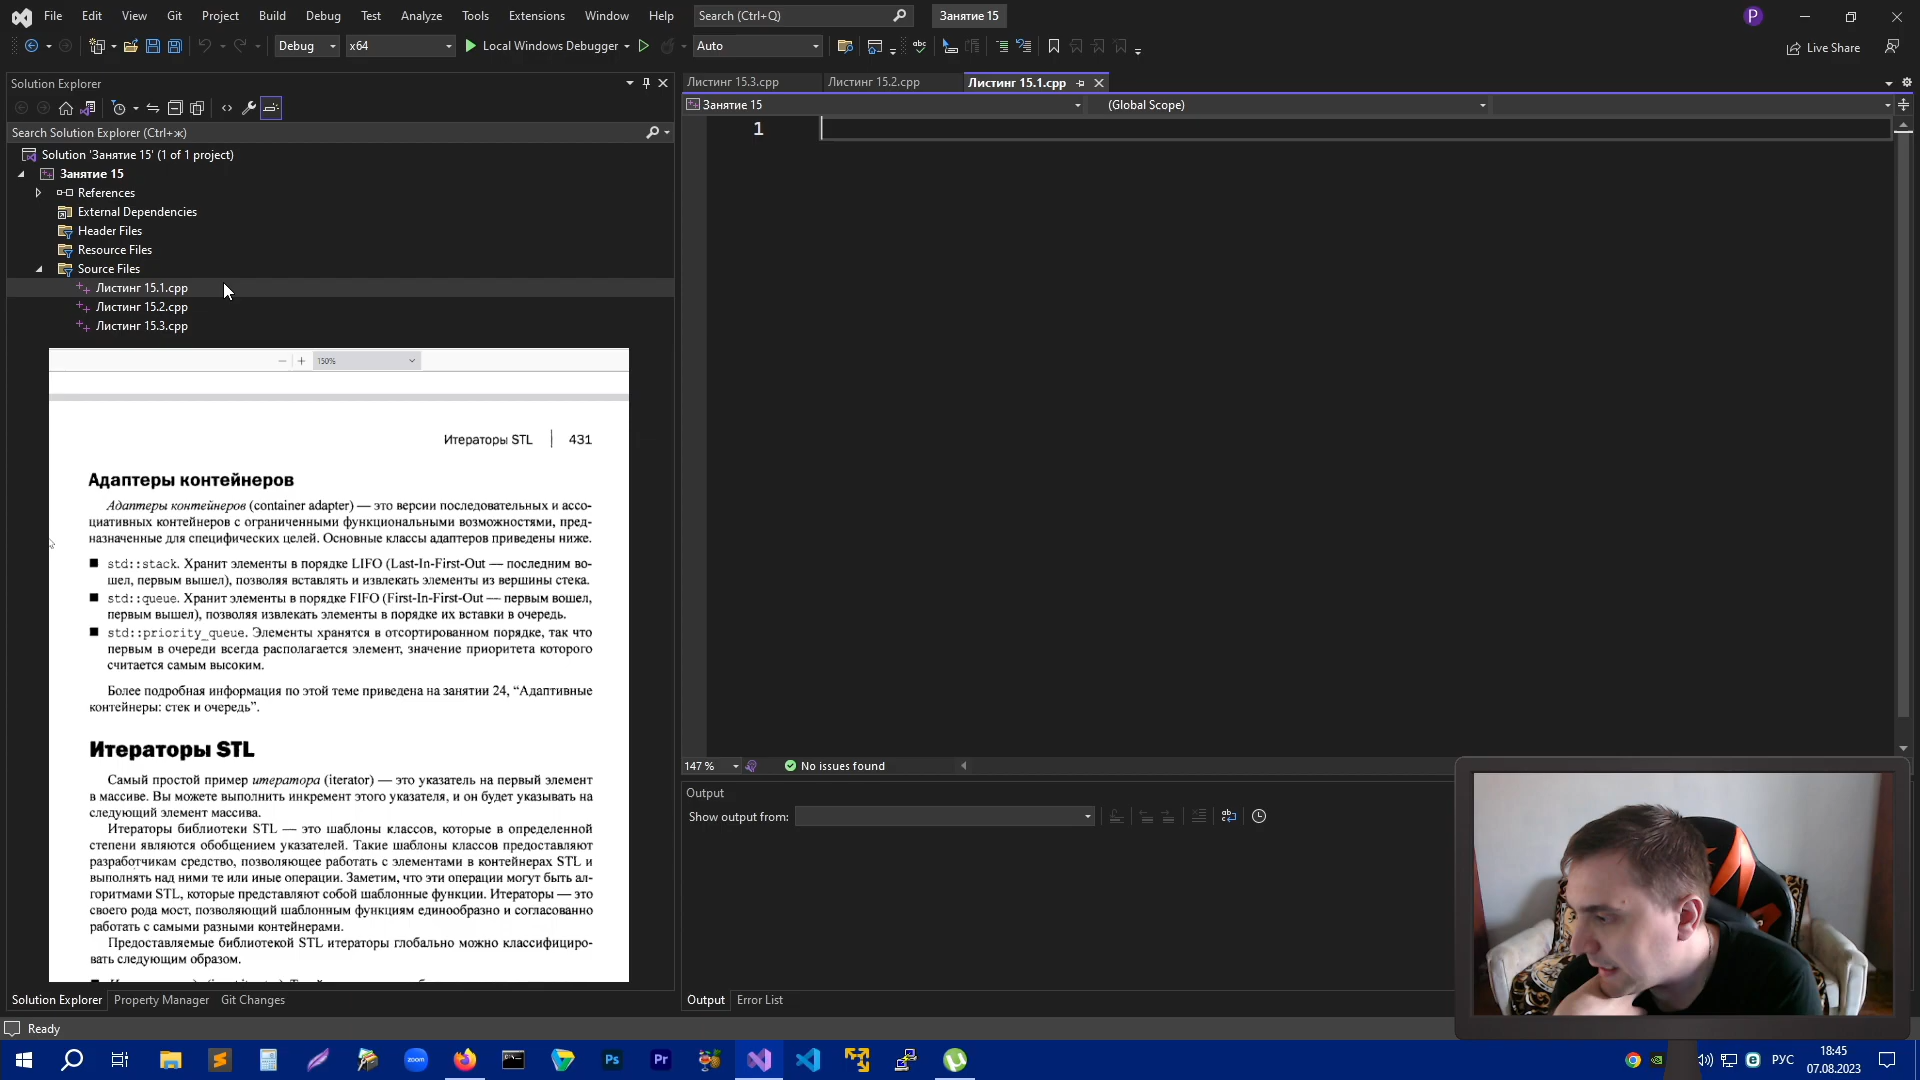 File Edit View Git Project Build Debug Test Analyze Tools Extensions Window Help Search (Ctrl+Q) Занятие 15 P
Debug x64 Local Windows Debugger Auto Live Share
Solution Explorer
Search Solution Explorer (Ctrl+ж)
Solution 'Занятие 15' (1 of 1 project)
Занятие 15
References
External Dependencies
Header Files
Resource Files
Source Files
Листинг 15.1.cpp
Листинг 15.2.cpp
Листинг 15.3.cpp
150%
Итераторы STL | 431
Адаптеры контейнеров
Адаптеры контейнеров (container adapter) — это версии последовательных и ассо-
циативных контейнеров с ограниченными функциональными возможностями, пред-
назначенные для специфических целей. Основные классы адаптеров приведены ниже.
std::stack. Хранит элементы в порядке LIFO (Last-In-First-Out — последним во-
шел, первым вышел), позволяя вставлять и извлекать элементы из вершины стека.
std::queue. Хранит элементы в порядке FIFO (First-In-First-Out — первым вошел,
первым вышел), позволяя извлекать элементы в порядке их вставки в очередь.
std::priority_queue. Элементы хранятся в отсортированном порядке, так что
первым в очереди всегда располагается элемент, значение приоритета которого
считается самым высоким.
Более подробная информация по этой теме приведена на занятии 24, “Адаптивные
контейнеры: стек и очередь”.
Итераторы STL
Самый простой пример итератора (iterator) — это указатель на первый элемент
в массиве. Вы можете выполнить инкремент этого указателя, и он будет указывать на
следующий элемент массива.
Итераторы библиотеки STL — это шаблоны классов, которые в определенной
степени являются обобщением указателей. Такие шаблоны классов предоставляют
разработчикам средство, позволяющее работать с элементами в контейнерах STL и
выполнять над ними те или иные операции. Заметим, что эти операции могут быть ал-
горитмами STL, которые представляют собой шаблонные функции. Итераторы — это
своего рода мост, позволяющий шаблонным функциям единообразно и согласованно
работать с самыми разными контейнерами.
Предоставляемые библиотекой STL итераторы глобально можно классифициро-
вать следующим образом.
Solution Explorer Property Manager Git Changes
Листинг 15.3.cpp Листинг 15.2.cpp Листинг 15.1.cpp
Занятие 15 (Global Scope)
1
147 % No issues found
Output
Show output from:
Output Error List
Ready
zoom Ps Pr РУС 18:45
07.08.2023